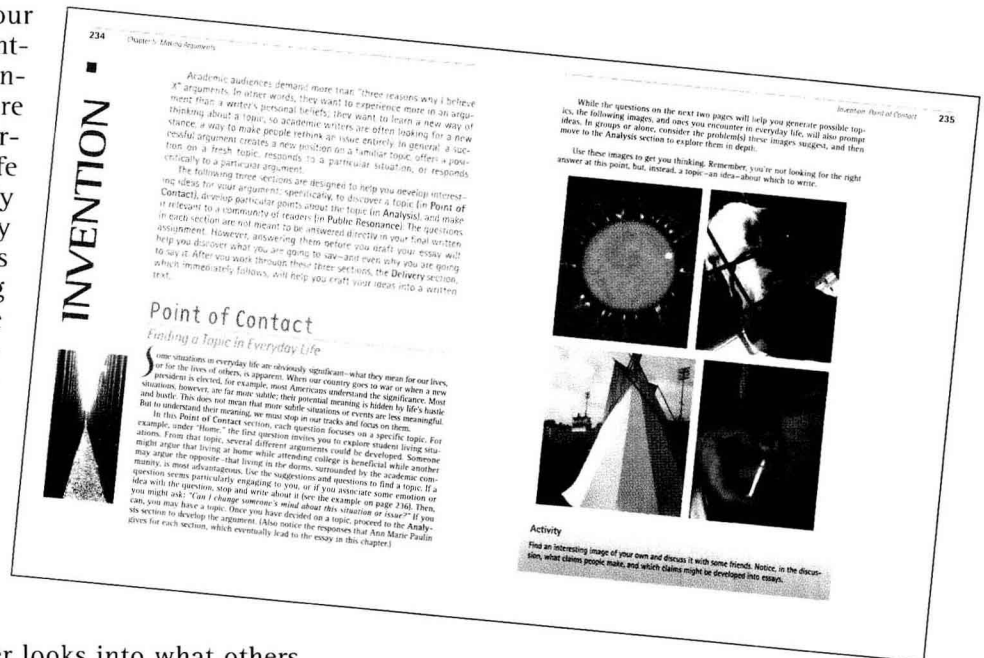 our
nt-
n-
re
r-
fe
y
y
s
g
234
Chapter 5: Making Arguments
INVENTION
Academic audiences demand more than "three reasons why I believe
X" arguments. In other words, they want to experience more in an argu-
ment than a writer's personal beliefs; they want to learn a new way of
thinking about a topic, so academic writers are often looking for a new
stance, a way to make people rethink an issue entirely. In general, a suc-
cessful argument creates a new position on a familiar topic, offers a posi-
tion on a fresh topic, responds to a particular situation, or responds
critically to a particular argument.
The following three sections are designed to help you develop interest-
ing ideas for your argument: specifically, to discover a topic (in Point of
Contact), develop particular points about the topic (in Analysis), and make
it relevant to a community of readers (in Public Resonance). The questions
in each section are not meant to be answered directly in your final written
assignment. However, answering them before you draft your essay will
help you discover what you are going to say—and even why you are going
to say it. After you work through these three sections, the Delivery section,
which immediately follows, will help you craft your ideas into a written
text.
Point of Contact
Finding a Topic in Everyday Life
Some situations in everyday life are obviously significant—what they mean for our lives,
or for the lives of others, is apparent. When our country goes to war or when a new
president is elected, for example, most Americans understand the significance. Most
situations, however, are far more subtle; their potential meaning is hidden by life's hustle
and bustle. This does not mean that more subtle situations or events are less meaningful.
But to understand their meaning, we must stop in our tracks and focus on them.
In this Point of Contact section, each question focuses on a specific topic. For
example, under "Home," the first question invites you to explore student living situ-
ations. From that topic, several different arguments could be developed. Someone
might argue that living at home while attending college is beneficial while another
may argue the opposite—that living in the dorms, surrounded by the academic com-
munity, is most advantageous. Use the suggestions and questions to find a topic. If a
question seems particularly engaging to you, or if you associate some emotion or
idea with the question, stop and write about it (see the example on page 236). Then,
you might ask: "Can I change someone's mind about this situation or issue?" If you
can, you may have a topic. Once you have decided on a topic, proceed to the Analy-
sis section to develop the argument. (Also notice the responses that Ann Marie Paulin
gives for each section, which eventually lead to the essay in this chapter.)
Invention: Point of Contact
235
While the questions on the next two pages will help you generate possible top-
ics, the following images, and ones you encounter in everyday life, will also prompt
ideas. In groups or alone, consider the problem(s) these images suggest, and then
move to the Analysis section to explore them in depth.
Use these images to get you thinking. Remember, you're not looking for the right
answer at this point, but, instead, a topic—an idea—about which to write.
Activity
Find an interesting image of your own and discuss it with some friends. Notice, in the discus-
sion, what claims people make, and which claims might be developed into essays.
er looks into what others